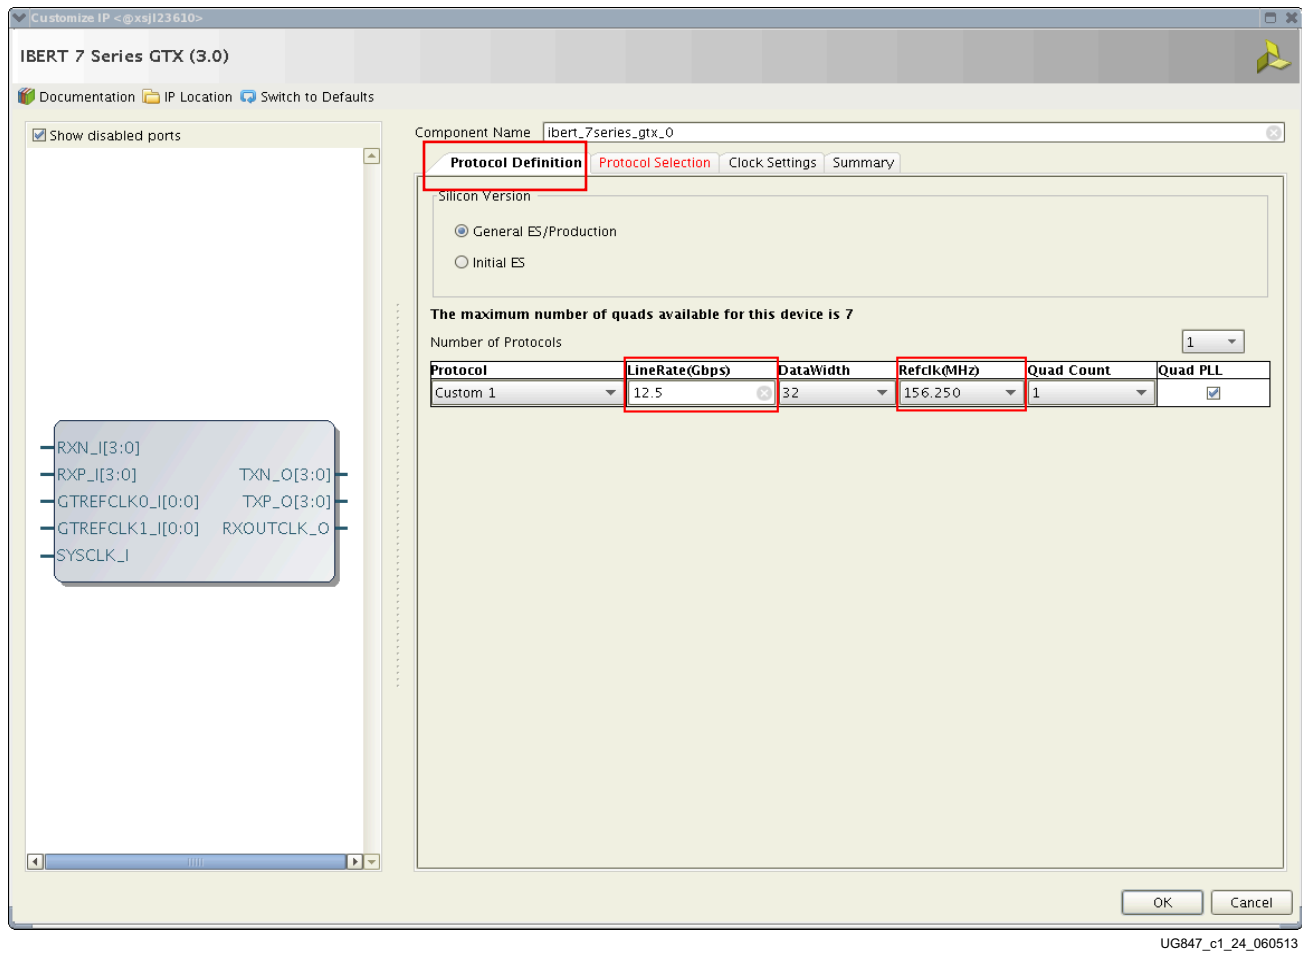 Customize IP <@xsjl23610>
IBERT 7 Series GTX (3.0)
Documentation IP Location Switch to Defaults
Show disabled ports
RXN_I[3:0]
RXP_I[3:0] TXN_O[3:0]
GTREFCLK0_I[0:0] TXP_O[3:0]
GTREFCLK1_I[0:0] RXOUTCLK_O
SYSCLK_I
Component Name ibert_7series_gtx_0
Protocol Definition Protocol Selection Clock Settings Summary
Silicon Version
General ES/Production
Initial ES
The maximum number of quads available for this device is 7
Number of Protocols 1
Protocol LineRate(Gbps) DataWidth Refclk(MHz) Quad Count Quad PLL
Custom 1 12.5 32 156.250 1
OK Cancel
UG847_c1_24_060513